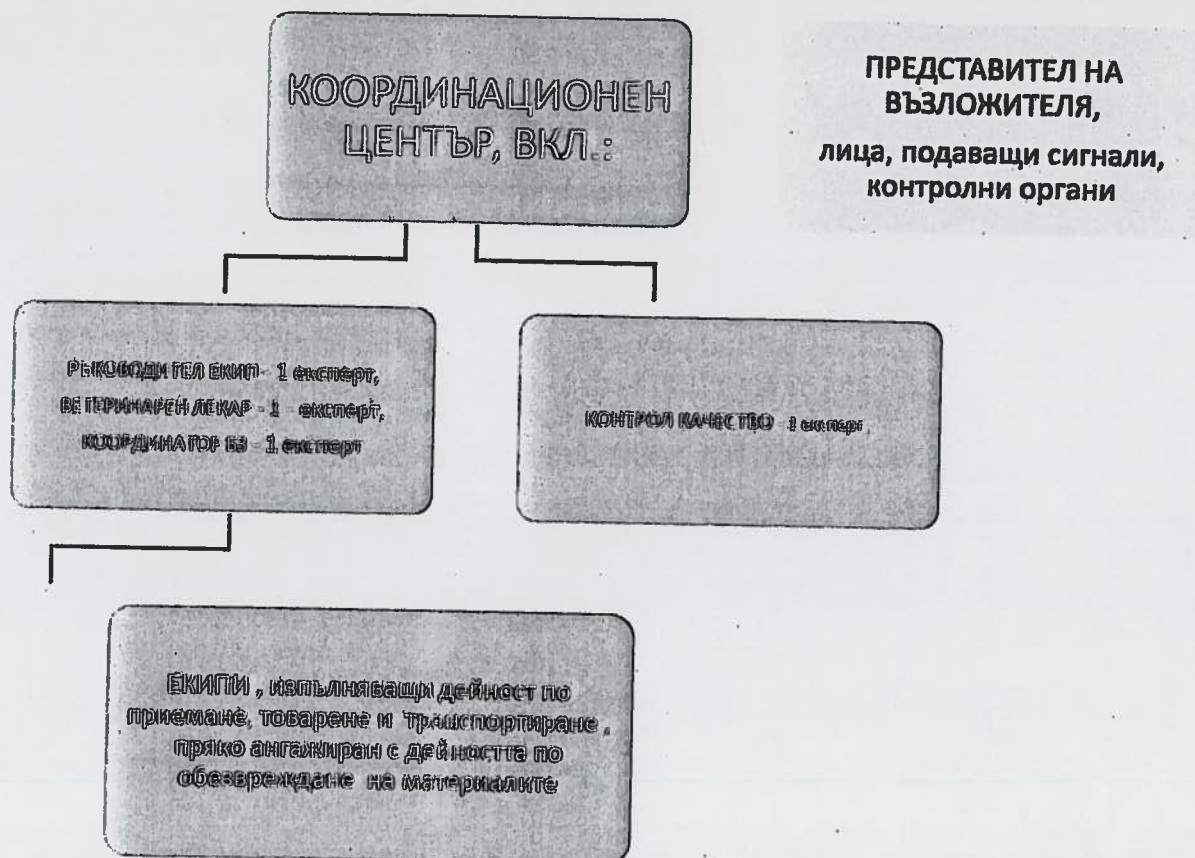 КООРДИНАЦИОНЕН
ЦЕНТЪР, ВКЛ.:
ПРЕДСТАВИТЕЛ НА
ВЪЗЛОЖИТЕЛЯ,
лица, подаващи сигнали,
контролни органи
РЪКОВОДИТЕЛ ЕКИП - 1 експерт,
ВЕТЕРИНАРЕН ЛЕКАР - 1 експерт,
КООРДИНАТОР БЗ - 1 експерт
КОНТРОЛ КАЧЕСТВО - 1 експерт
ЕКИПИ , изпълняващи дейност по
приемане, товарене и транспортиране ,
пряко ангажиран с дейността по
обезвреждане на материалите